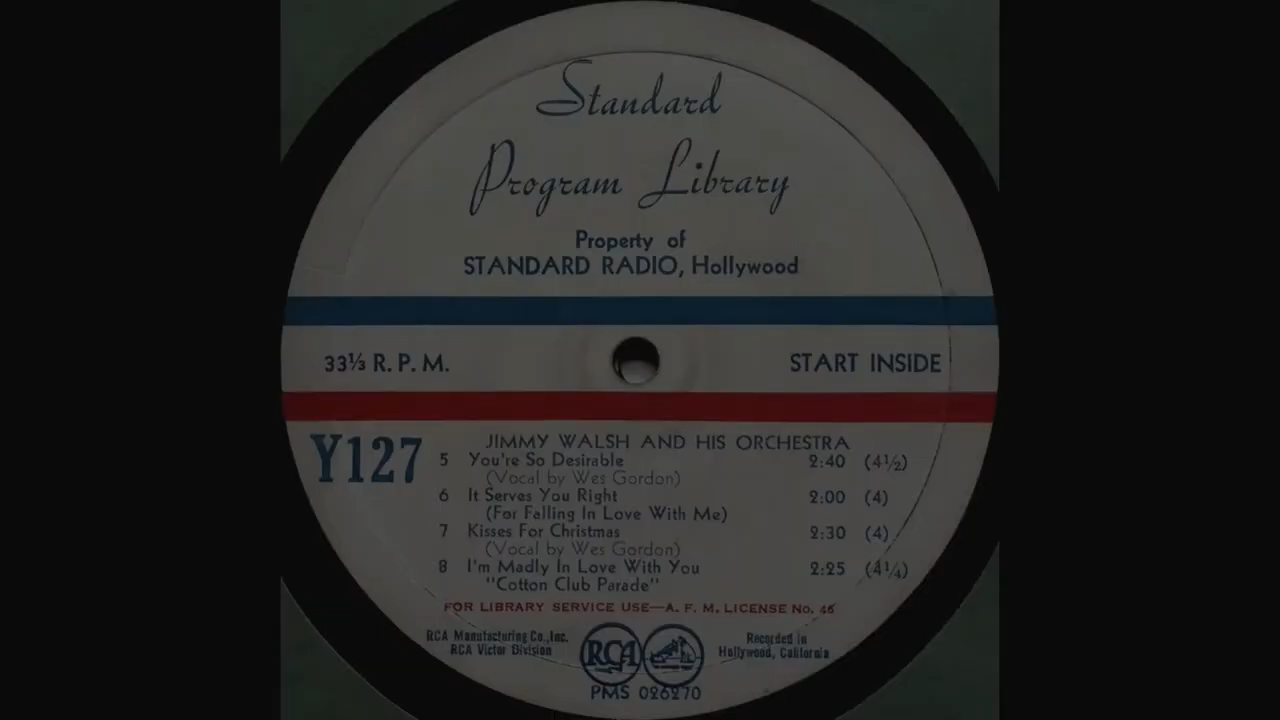 Standard
Program Library
Property of
STANDARD RADIO, Hollywood
33⅓ R. P. M.
START INSIDE
Y127
JIMMY WALSH AND HIS ORCHESTRA
5 You're So Desirable 2:40 (4½)
(Vocal by Wes Gordon)
6 It Serves You Right 2:00 (4)
(For Falling In Love With Me)
7 Kisses For Christmas 2:30 (4)
(Vocal by Wes Gordon)
8 I'm Madly In Love With You 2:25 (4¼)
"Cotton Club Parade"
FOR LIBRARY SERVICE USE—A. F. M. LICENSE No. 46
RCA Manufacturing Co., Inc.
RCA Victor Division
RCA
Recorded in
Hollywood, California
PMS 026270